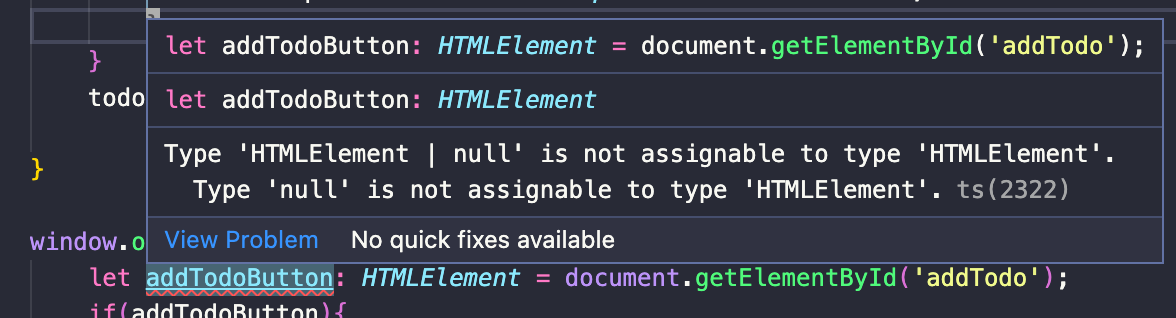 let addTodoButton: HTMLElement = document.getElementById('addTodo');
}
let addTodoButton: HTMLElement
todo
Type 'HTMLElement | null' is not assignable to type 'HTMLElement'.
}
Type 'null' is not assignable to type 'HTMLElement'. ts(2322)
View Problem No quick fixes available
window.o
let addTodoButton: HTMLElement = document.getElementById('addTodo');
if(addTodoButton){